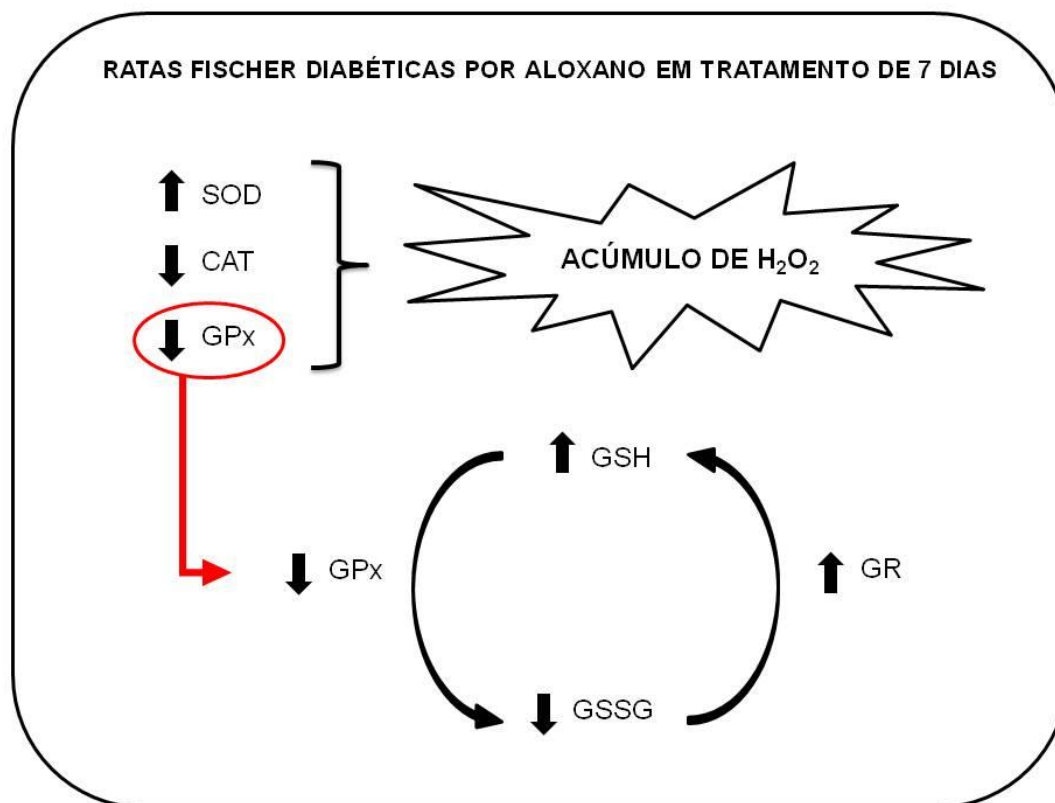 RATAS FISCHER DIABÉTICAS POR ALOXANO EM TRATAMENTO DE 7 DIAS
SOD
CAT
GPx
ACÚMULO DE H₂O₂
GSH
GPx
GR
GSSG